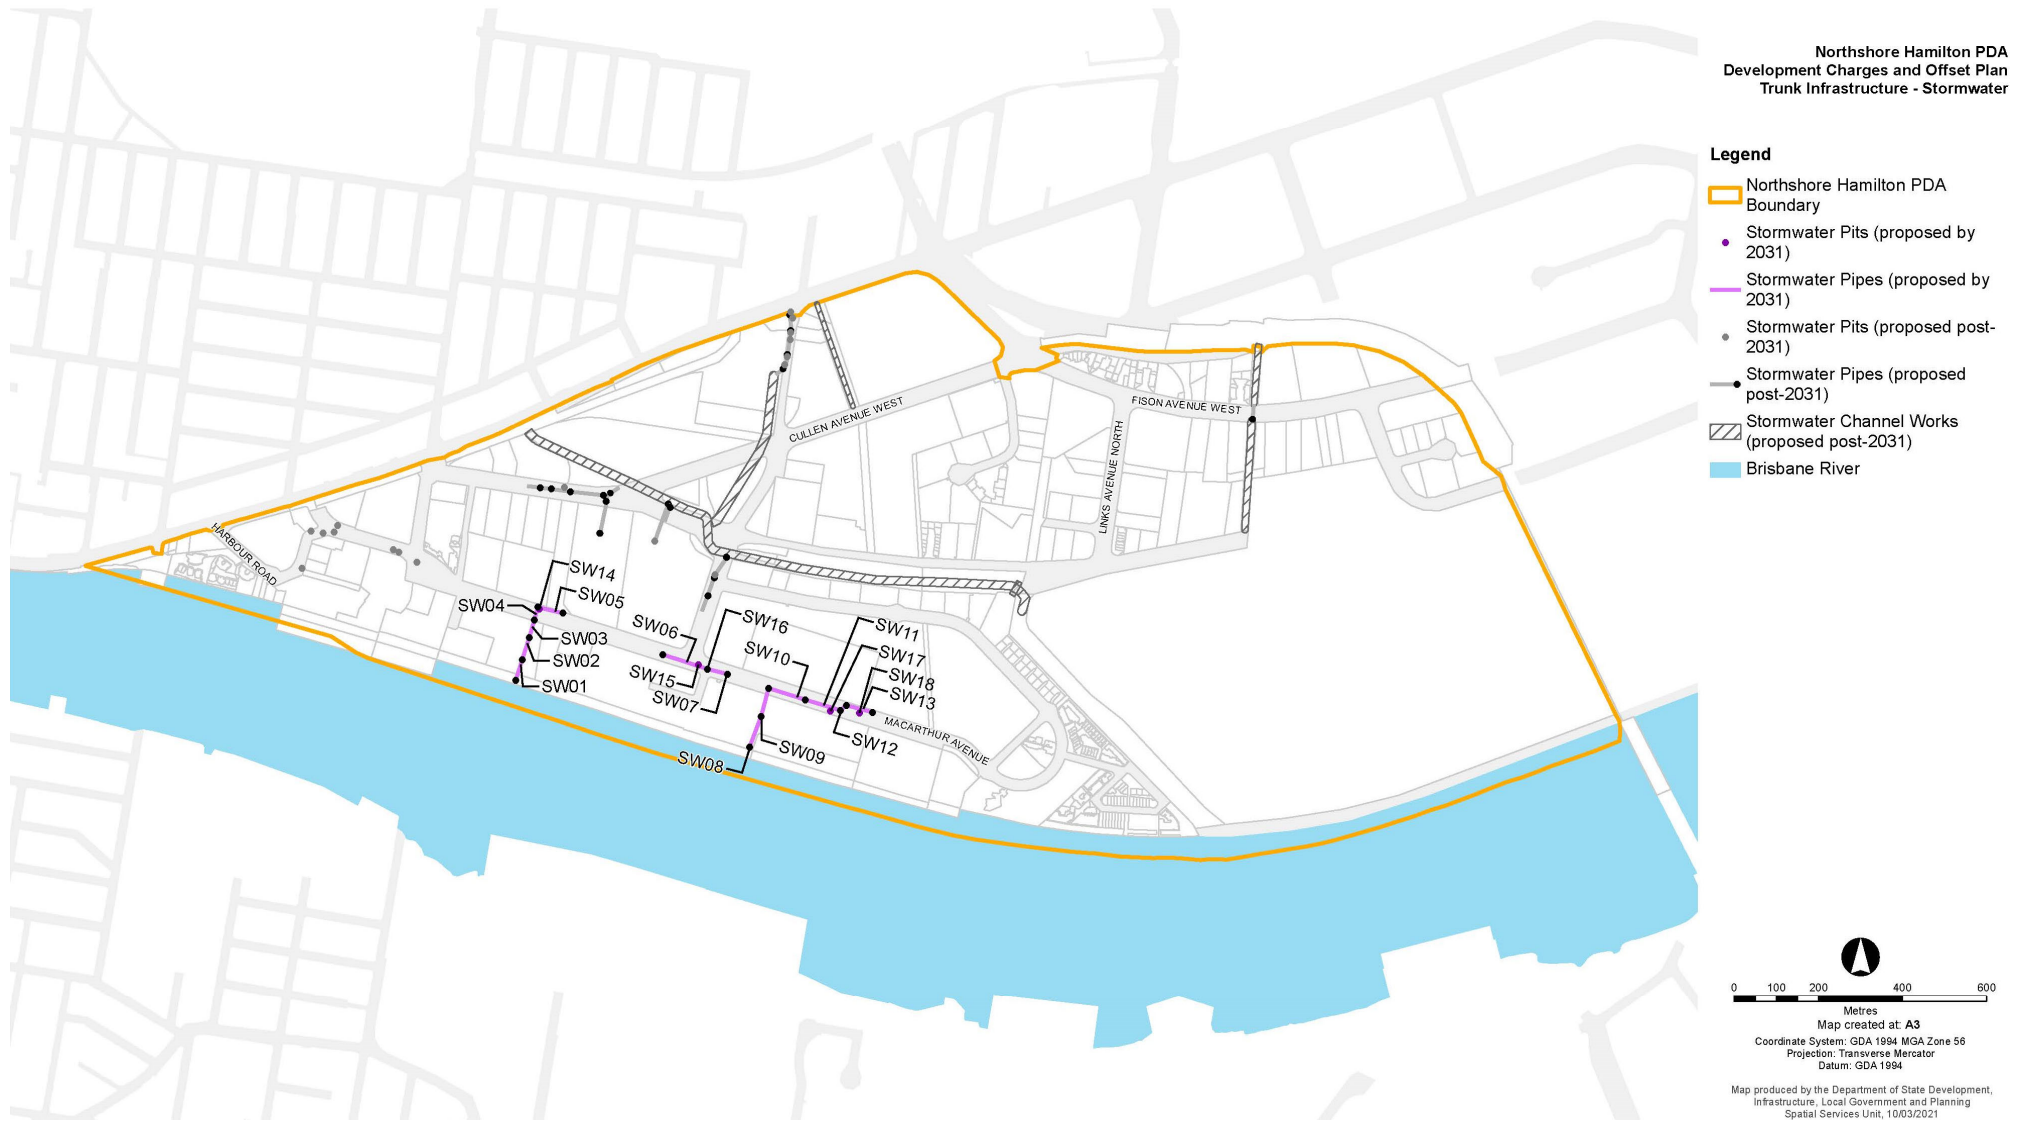 Northshore Hamilton PDA
Development Charges and Offset Plan
Trunk Infrastructure - Stormwater
Legend
Northshore Hamilton PDA
Boundary
Stormwater Pits (proposed by
2031)
Stormwater Pipes (proposed by
2031)
Stormwater Pits (proposed post-
2031)
Stormwater Pipes (proposed
post-2031)
Stormwater Channel Works
(proposed post-2031)
Brisbane River
CULLEN AVENUE WEST
FISON AVENUE WEST
LINKS AVENUE NORTH
HARBOUR ROAD
SW14
SW05
SW04
SW03
SW02
SW01
SW06
SW16
SW15
SW07
SW10
SW11
SW17
SW18
SW13
SW12
MACARTHUR AVENUE
SW09
SW08
0 100 200 400 600
Metres
Map created at: A3
Coordinate System: GDA 1994 MGA Zone 56
Projection: Transverse Mercator
Datum: GDA 1994
Map produced by the Department of State Development,
Infrastructure, Local Government and Planning
Spatial Services Unit, 10/03/2021